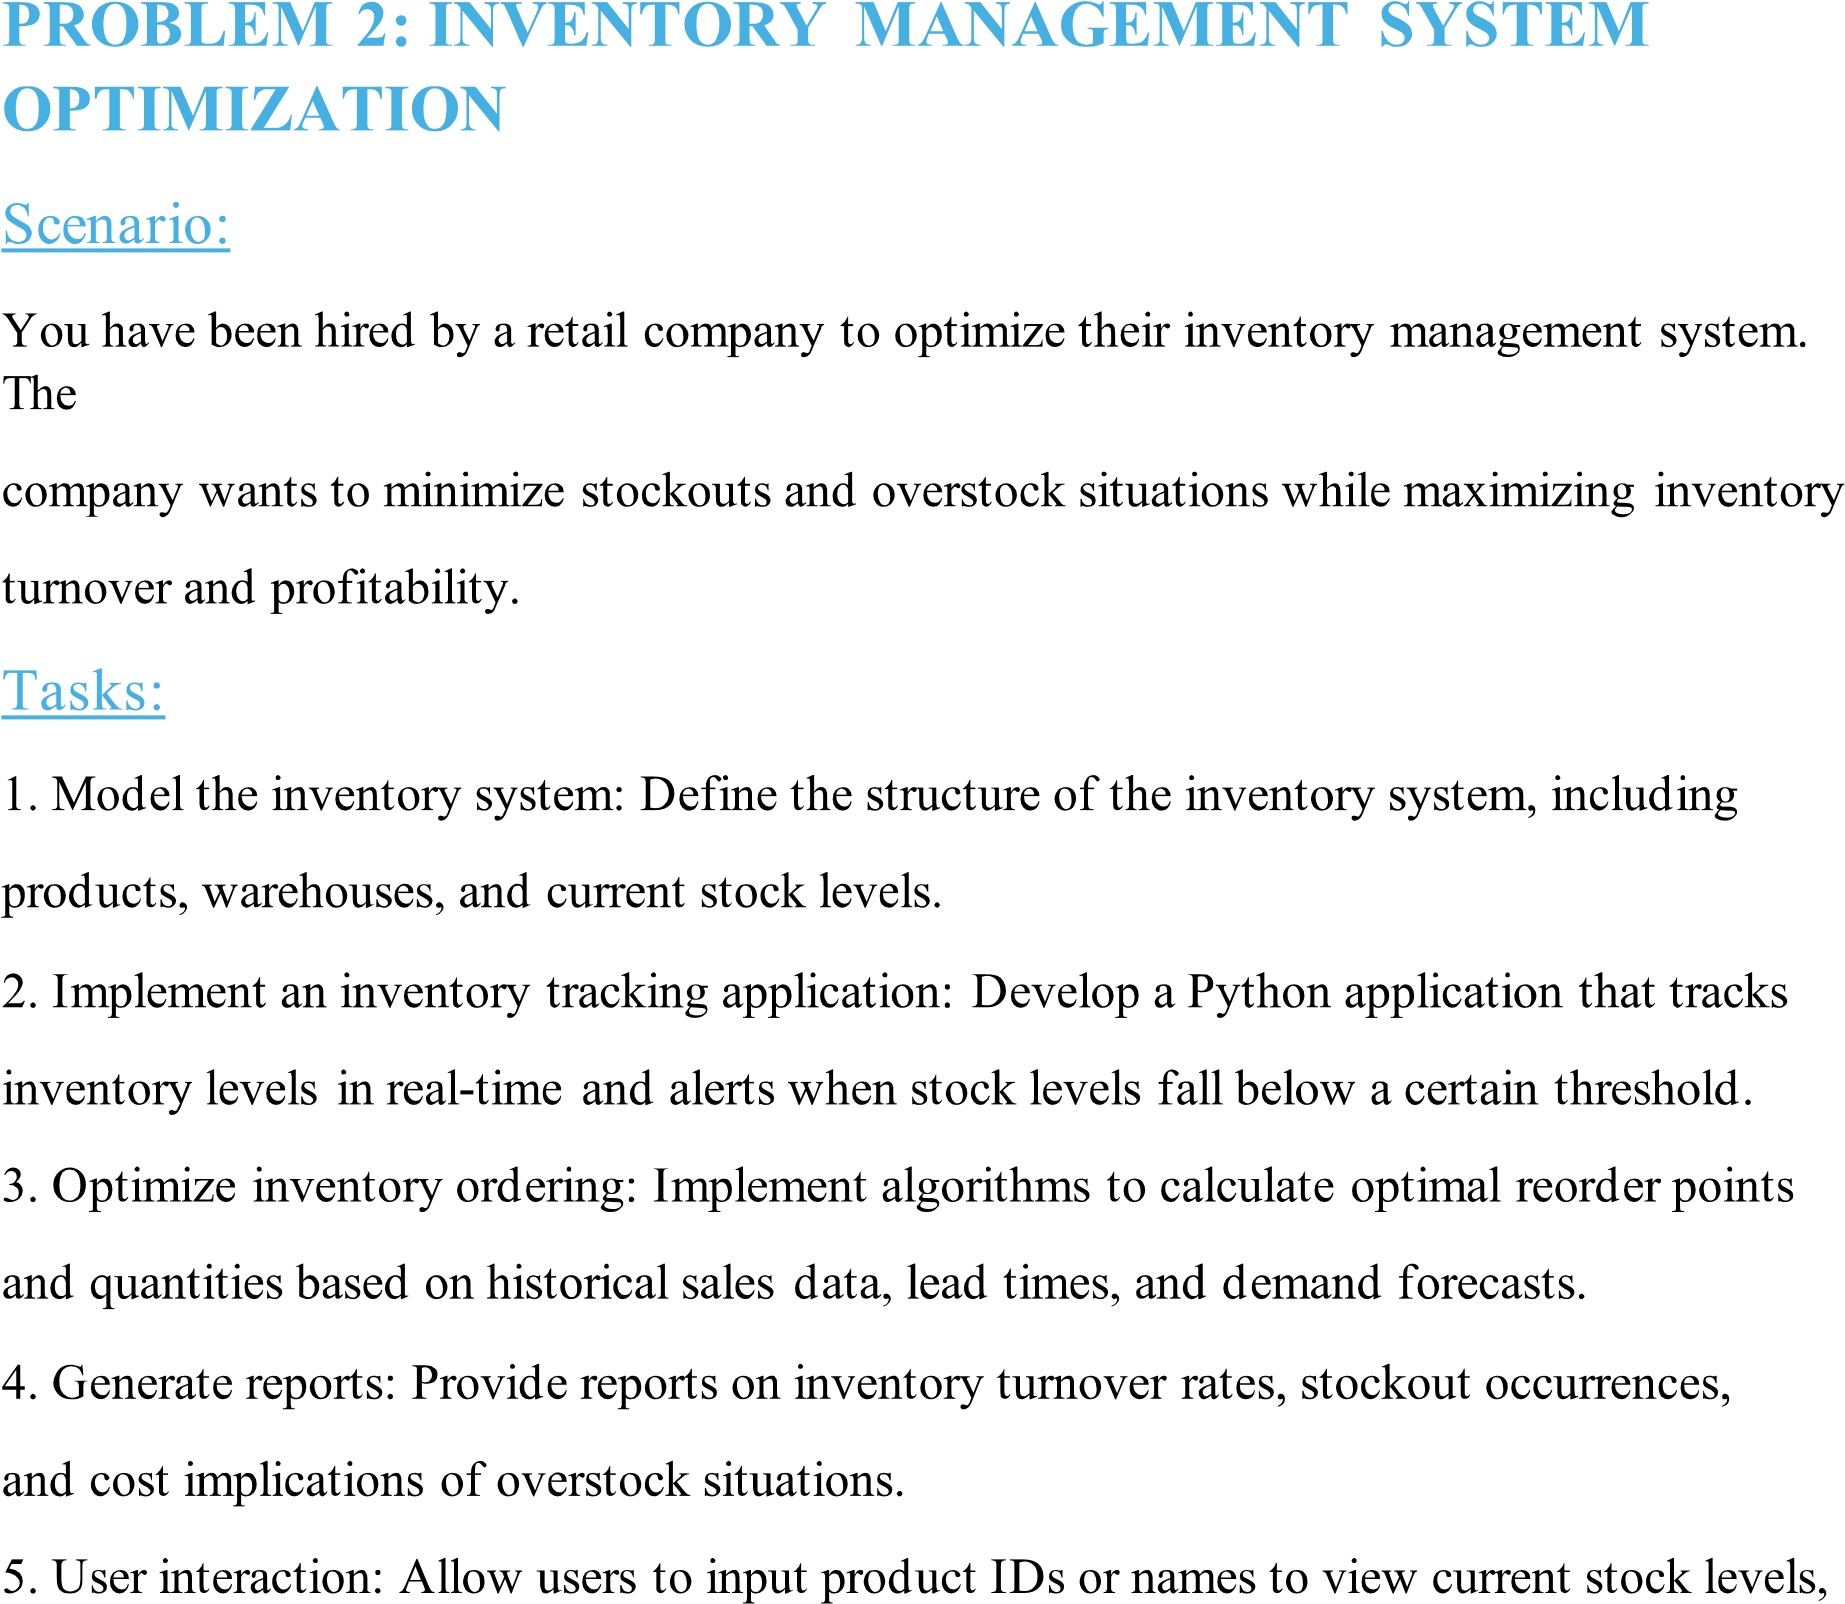 PROBLEM 2: INVENTORY MANAGEMENT SYSTEM
OPTIMIZATION
Scenario:
You have been hired by a retail company to optimize their inventory management system.
The
company wants to minimize stockouts and overstock situations while maximizing inventory
turnover and profitability.
Tasks:
1. Model the inventory system: Define the structure of the inventory system, including
products, warehouses, and current stock levels.
2. Implement an inventory tracking application: Develop a Python application that tracks
inventory levels in real-time and alerts when stock levels fall below a certain threshold.
3. Optimize inventory ordering: Implement algorithms to calculate optimal reorder points
and quantities based on historical sales data, lead times, and demand forecasts.
4. Generate reports: Provide reports on inventory turnover rates, stockout occurrences,
and cost implications of overstock situations.
5. User interaction: Allow users to input product IDs or names to view current stock levels,